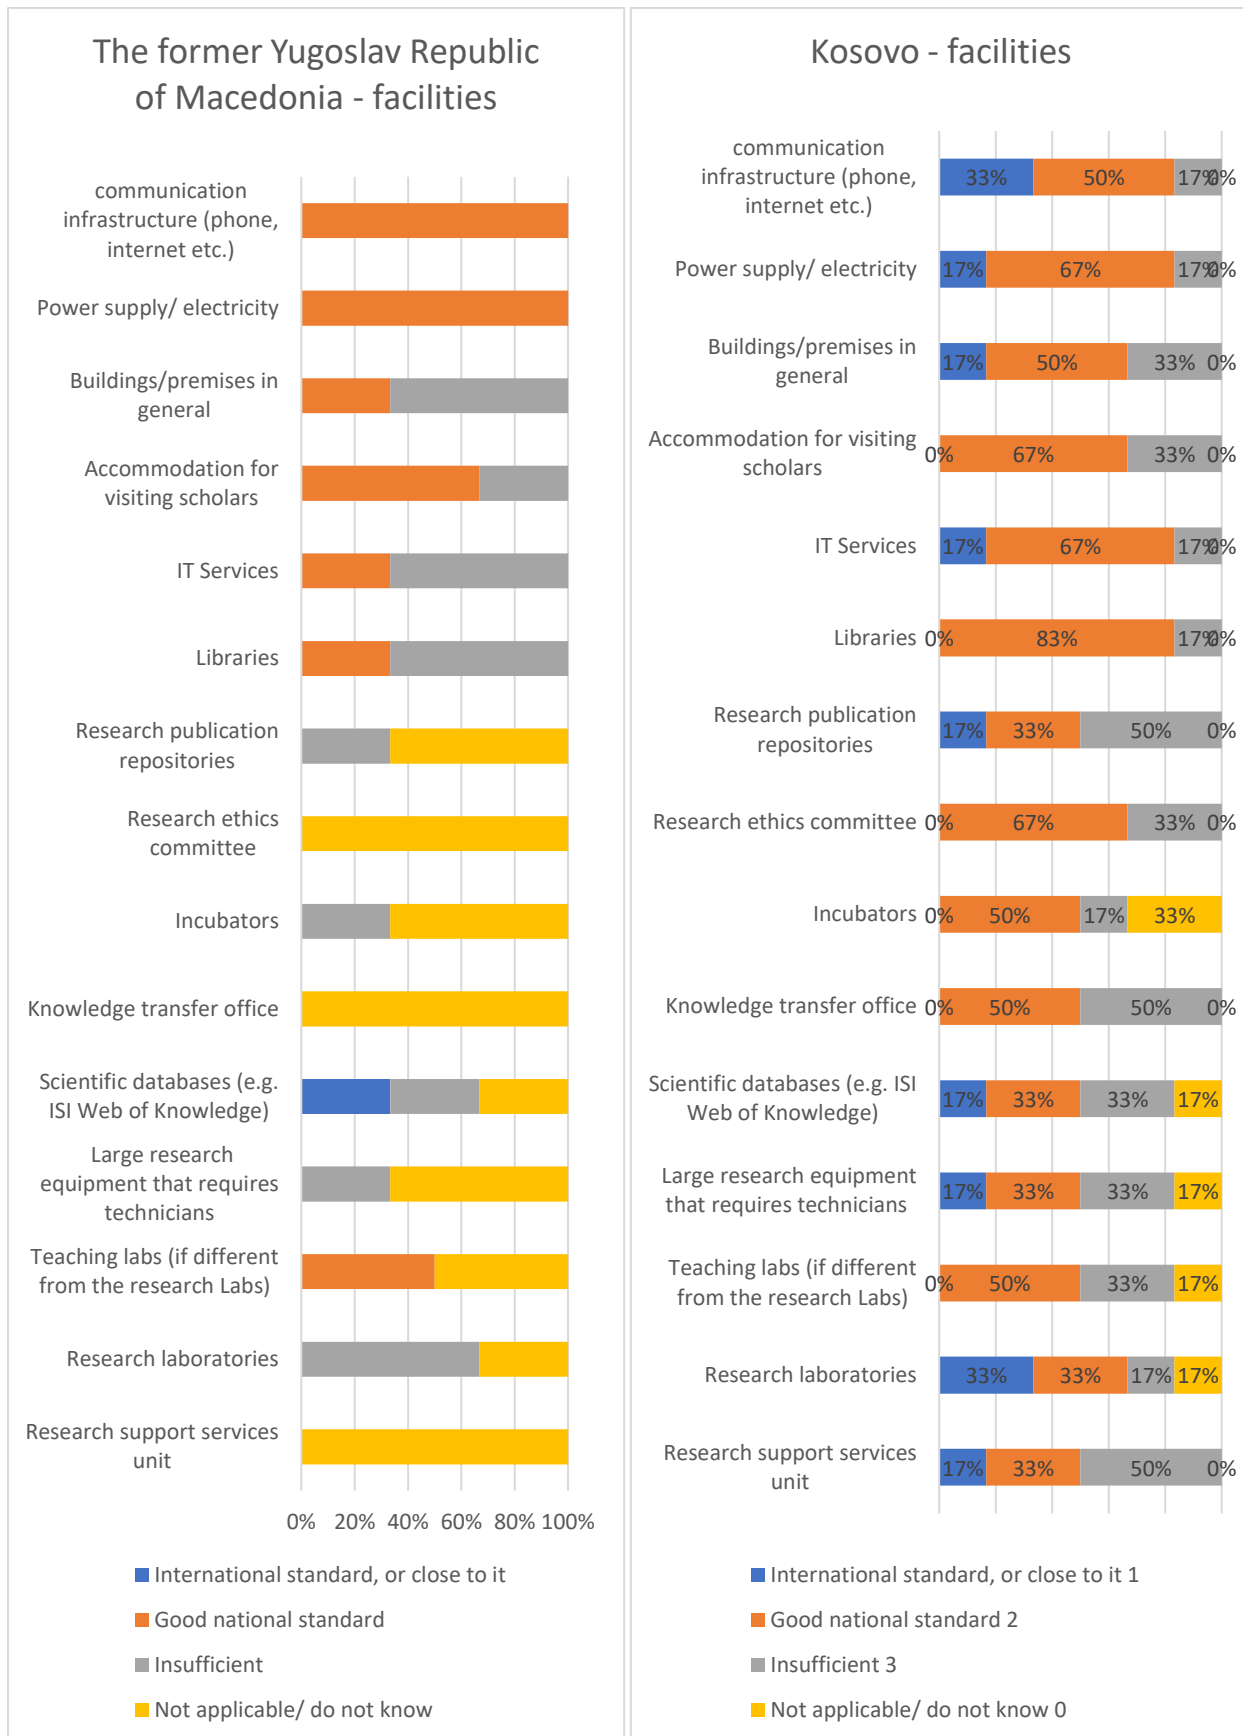 The former Yugoslav Republic
of Macedonia - facilities
communication
infrastructure (phone,
internet etc.)
Power supply/ electricity
Buildings/premises in
general
Accommodation for
visiting scholars
IT Services
Libraries
Research publication
repositories
Research ethics
committee
Incubators
Knowledge transfer office
Scientific databases (e.g.
ISI Web of Knowledge)
Large research
equipment that requires
technicians
Teaching labs (if different
from the research Labs)
Research laboratories
Research support services
unit
0% 20% 40% 60% 80% 100%
International standard, or close to it
Good national standard
Insufficient
Not applicable/ do not know
Kosovo - facilities
communication
infrastructure (phone,
internet etc.)
33% 50% 17% 0%
Power supply/ electricity
17% 67% 17% 0%
Buildings/premises in
general
17% 50% 33% 0%
Accommodation for visiting
scholars
0% 67% 33% 0%
IT Services
17% 67% 17% 0%
Libraries
0% 83% 17% 0%
Research publication
repositories
17% 33% 50% 0%
Research ethics committee
0% 67% 33% 0%
Incubators
0% 50% 17% 33%
Knowledge transfer office
0% 50% 50% 0%
Scientific databases (e.g. ISI
Web of Knowledge)
17% 33% 33% 17%
Large research equipment
that requires technicians
17% 33% 33% 17%
Teaching labs (if different
from the research Labs)
0% 50% 33% 17%
Research laboratories
33% 33% 17% 17%
Research support services
unit
17% 33% 50% 0%
International standard, or close to it 1
Good national standard 2
Insufficient 3
Not applicable/ do not know 0